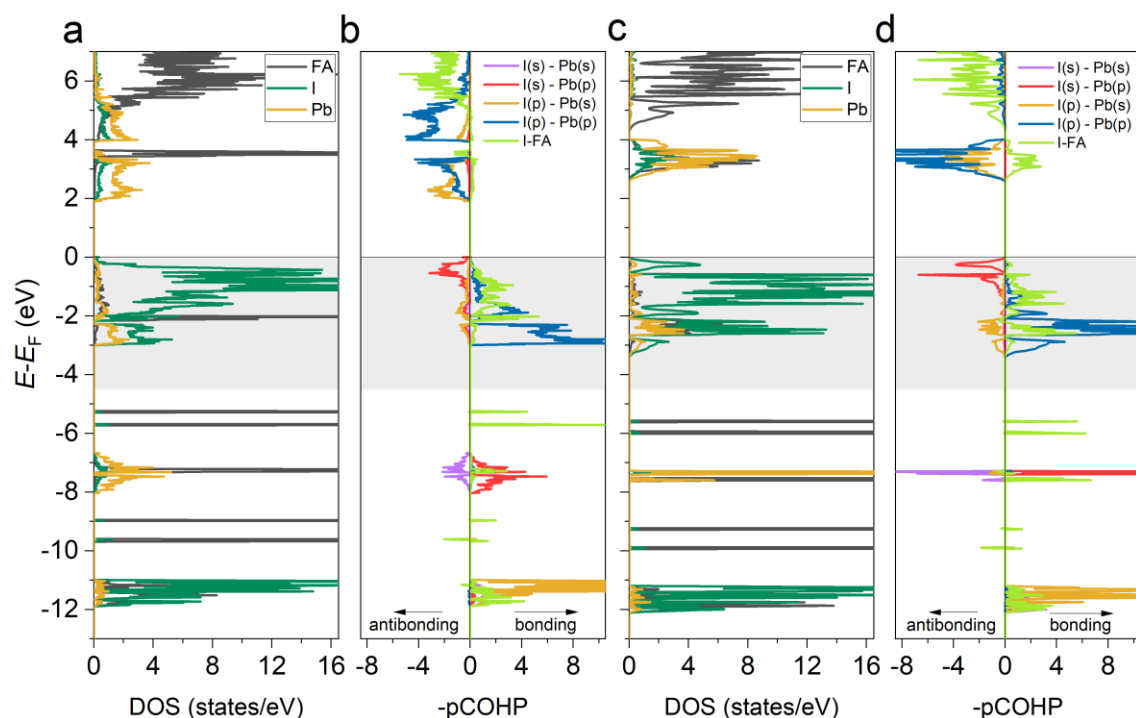 a
b
c
d
FA
I
Pb
I(s) - Pb(s)
I(s) - Pb(p)
I(p) - Pb(s)
I(p) - Pb(p)
I-FA
FA
I
Pb
I(s) - Pb(s)
I(s) - Pb(p)
I(p) - Pb(s)
I(p) - Pb(p)
I-FA
6
4
2
0
-2
-4
-6
-8
-10
-12
E-EF (eV)
antibonding
bonding
antibonding
bonding
0 4 8 12 16
-8 -4 0 4 8
0 4 8 12 16
-8 -4 0 4 8
DOS (states/eV)
-pCOHP
DOS (states/eV)
-pCOHP